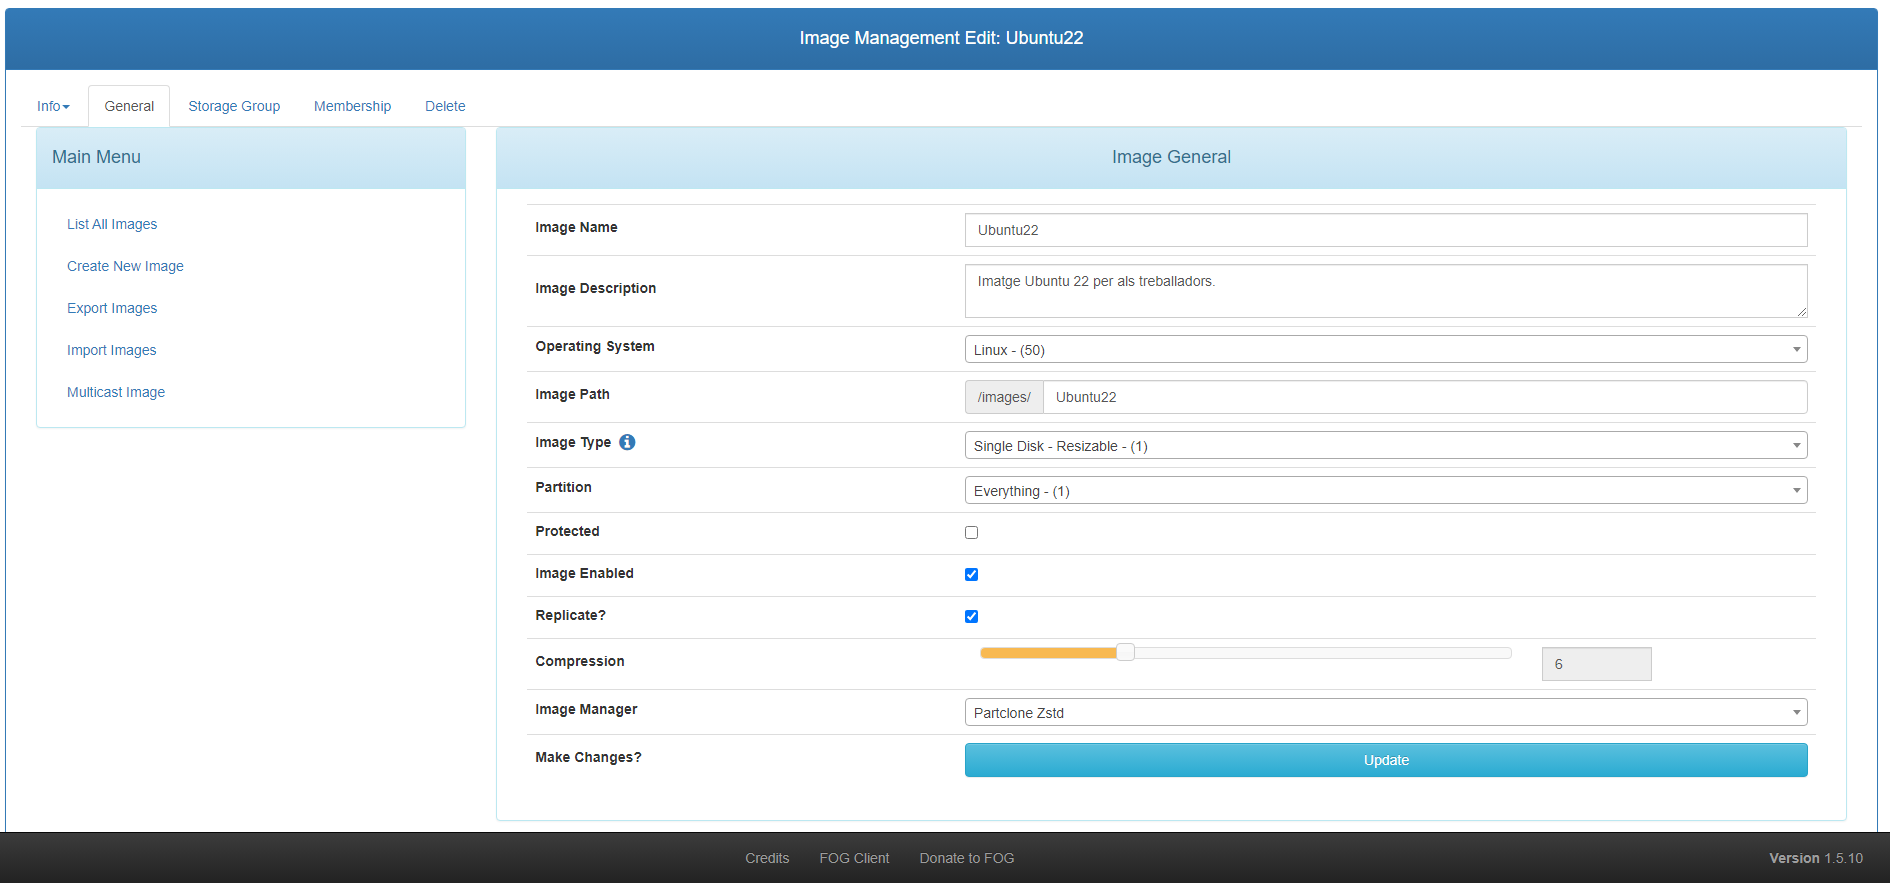 Image Management Edit: Ubuntu22
Info
General
Storage Group
Membership
Delete
Main Menu
List All Images
Create New Image
Export Images
Import Images
Multicast Image
Image General
Image Name
Ubuntu22
Image Description
Imatge Ubuntu 22 per als treballadors.
Operating System
Linux - (50)
Image Path
/images/
Ubuntu22
Image Type
Single Disk - Resizable - (1)
Partition
Everything - (1)
Protected
Image Enabled
Replicate?
Compression
6
Image Manager
Partclone Zstd
Make Changes?
Update
Credits
FOG Client
Donate to FOG
Version 1.5.10